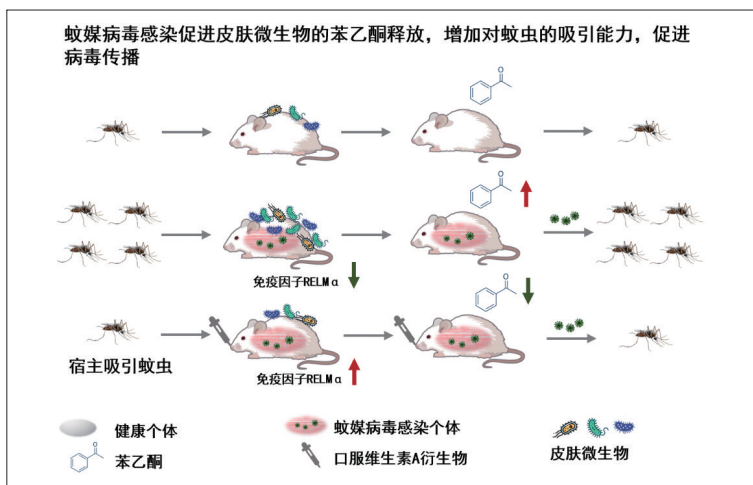 蚊媒病毒感染促进皮肤微生物的苯乙酮释放，增加对蚊虫的吸引能力，促进
病毒传播
O
O
免疫因子RELMα
O
宿主吸引蚊虫
免疫因子RELMα
健康个体
蚊媒病毒感染个体
皮肤微生物
O
苯乙酮
口服维生素A衍生物